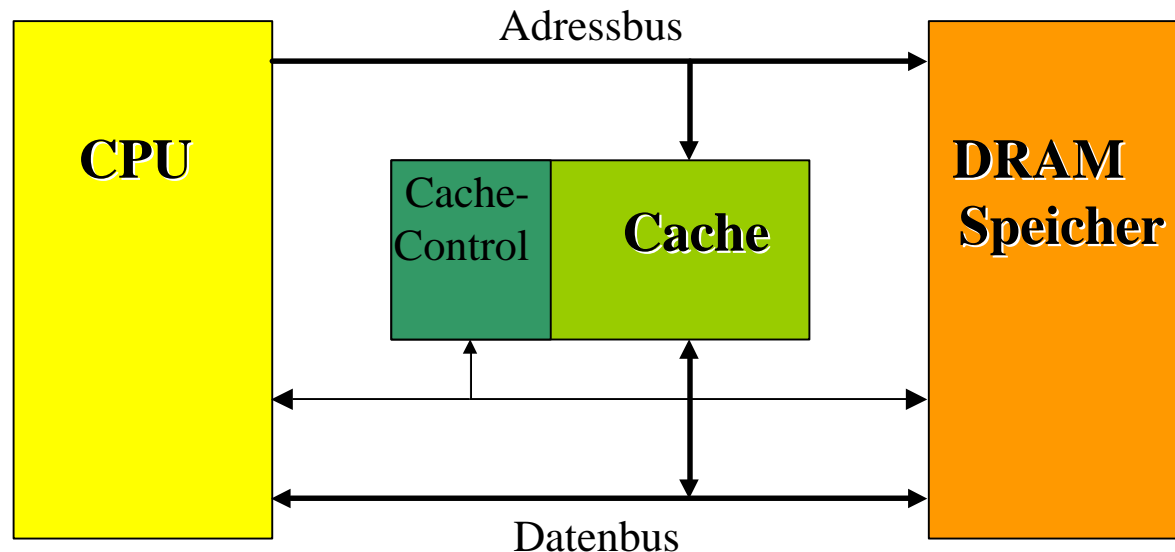 Adressbus
CPU
Cache-
Control
Cache
DRAM
Speicher
Datenbus